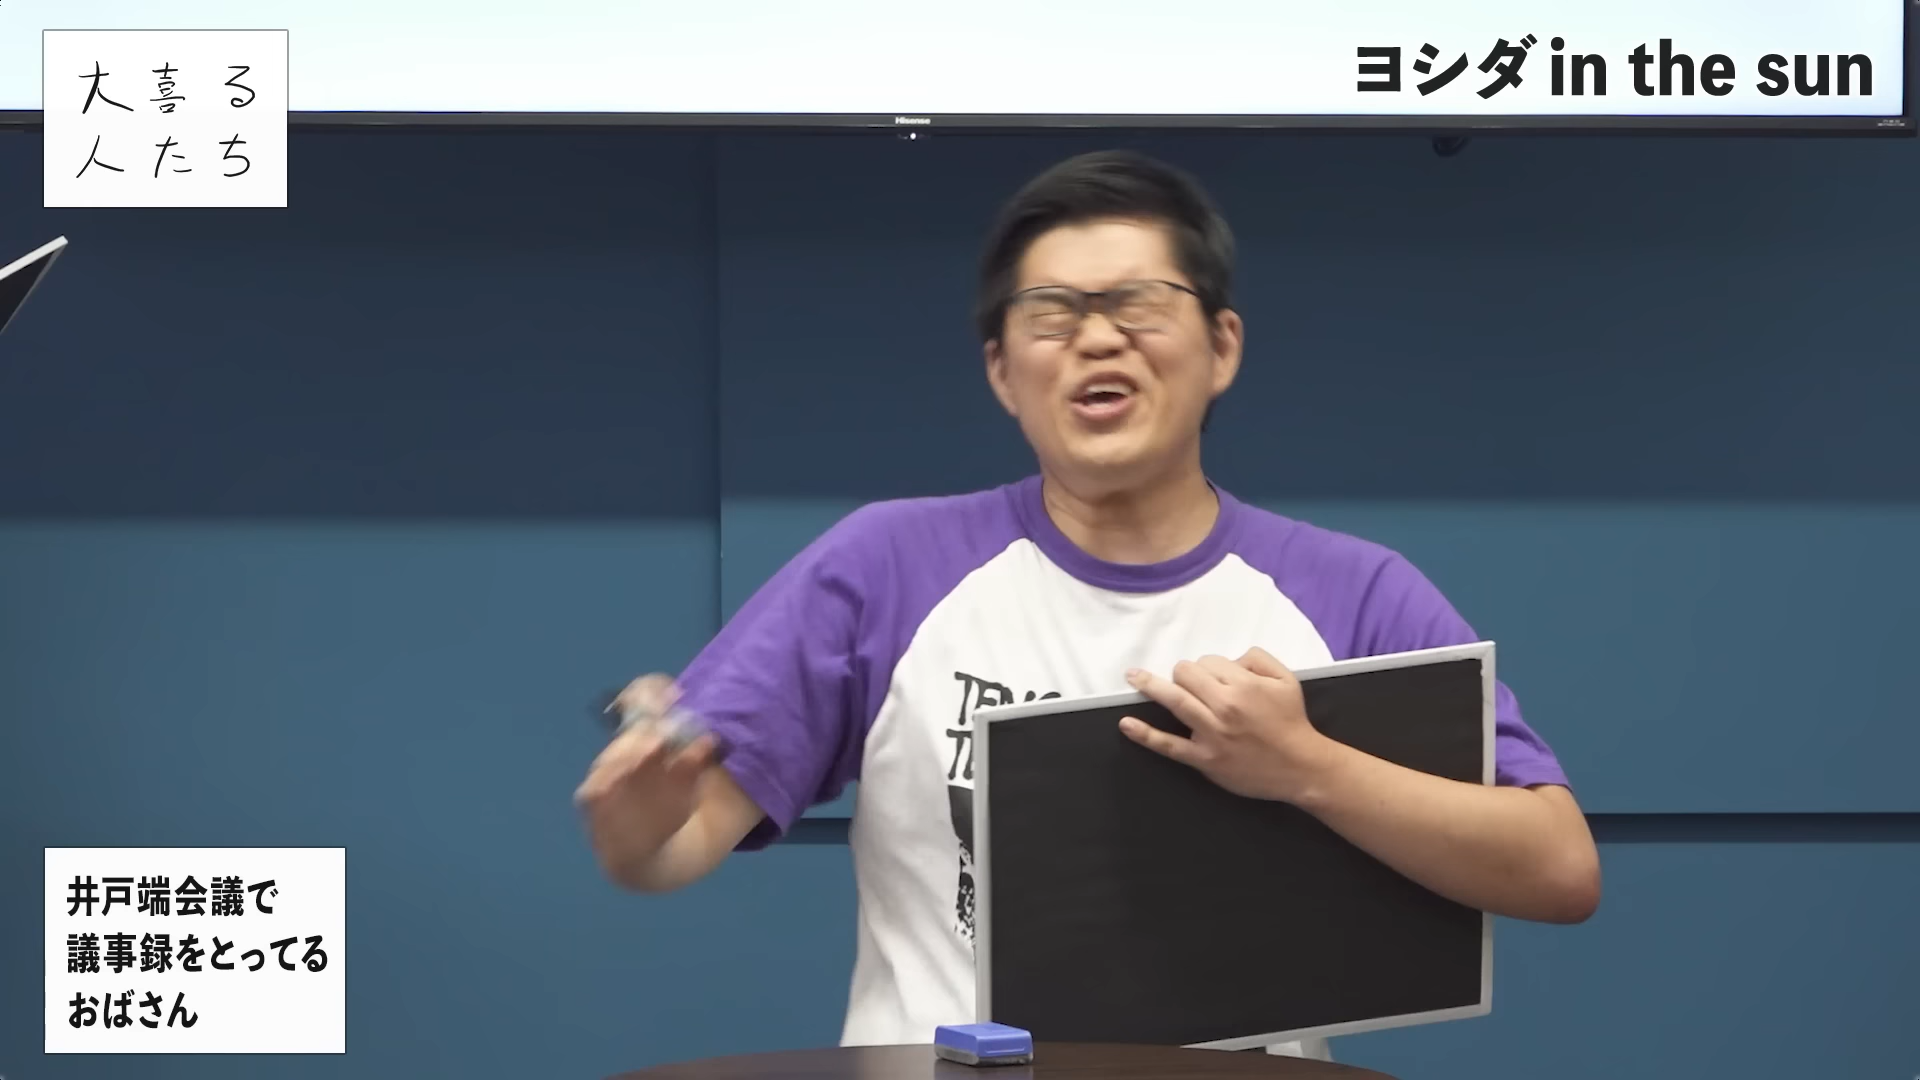 大喜る
人たち
ヨシダ in the sun
Hisense
井戸端会議で
議事録をとってる
おばさん